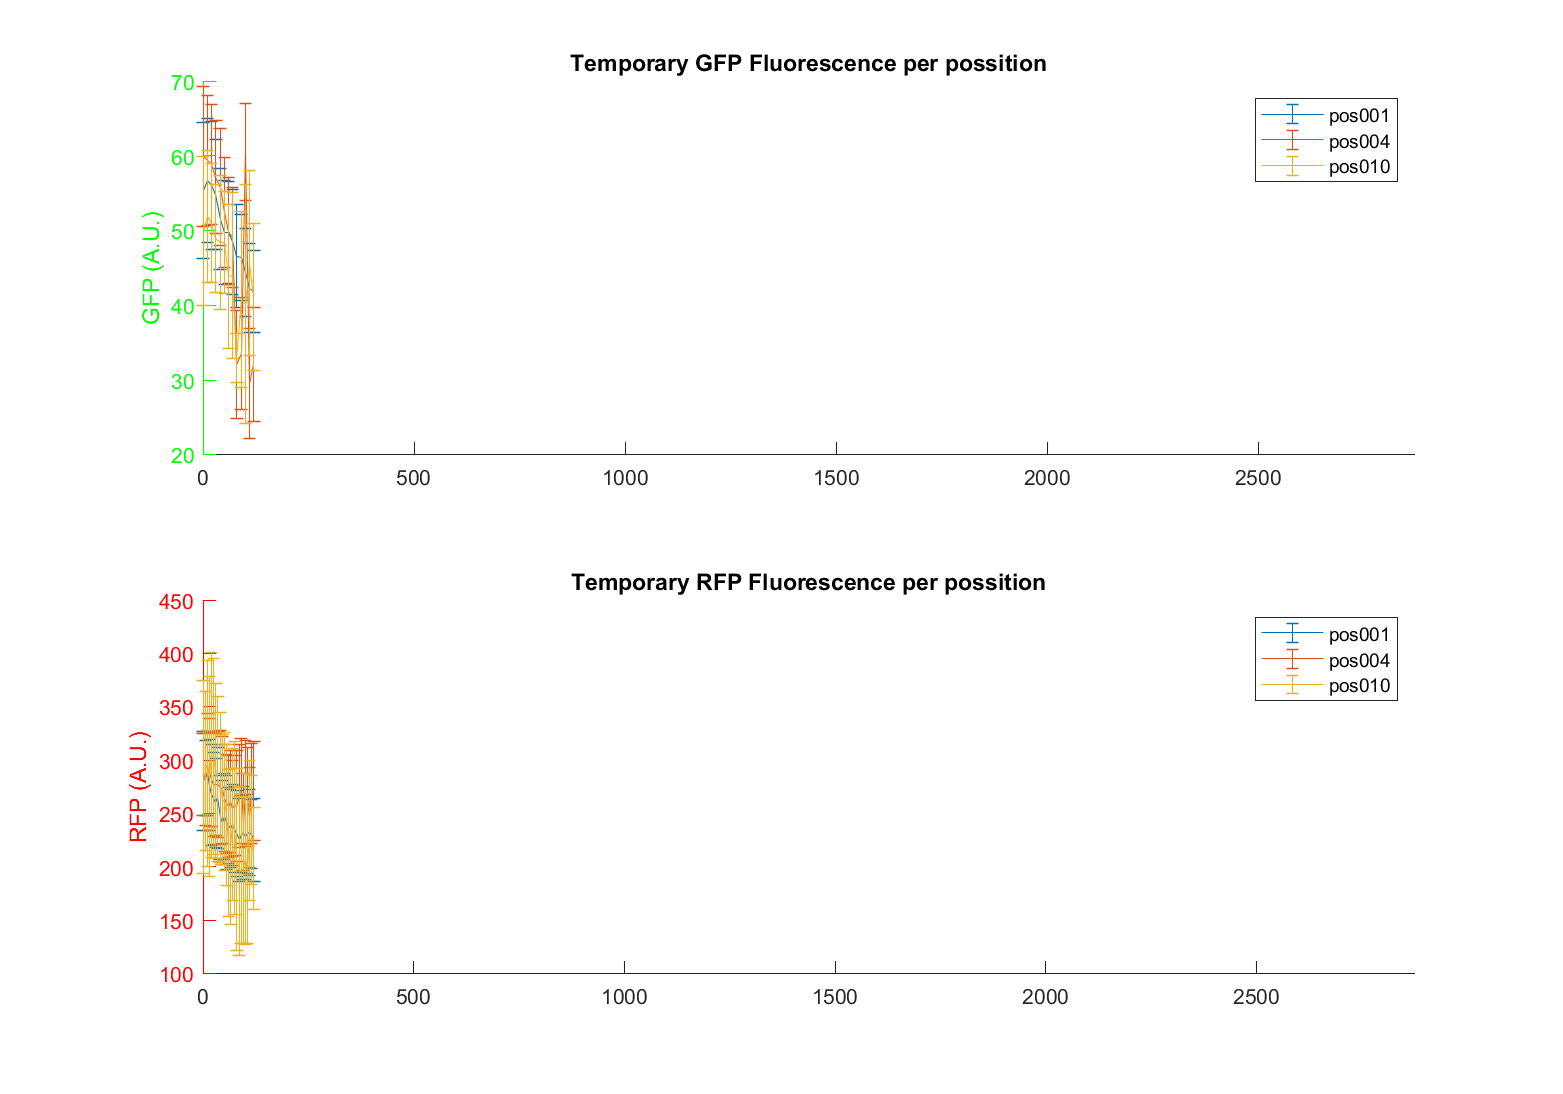 Temporary GFP Fluorescence per possition
GFP (A.U.)
70
60
50
40
30
20
0 500 1000 1500 2000 2500
pos001
pos004
pos010
Temporary RFP Fluorescence per possition
RFP (A.U.)
450
400
350
300
250
200
150
100
0 500 1000 1500 2000 2500
pos001
pos004
pos010